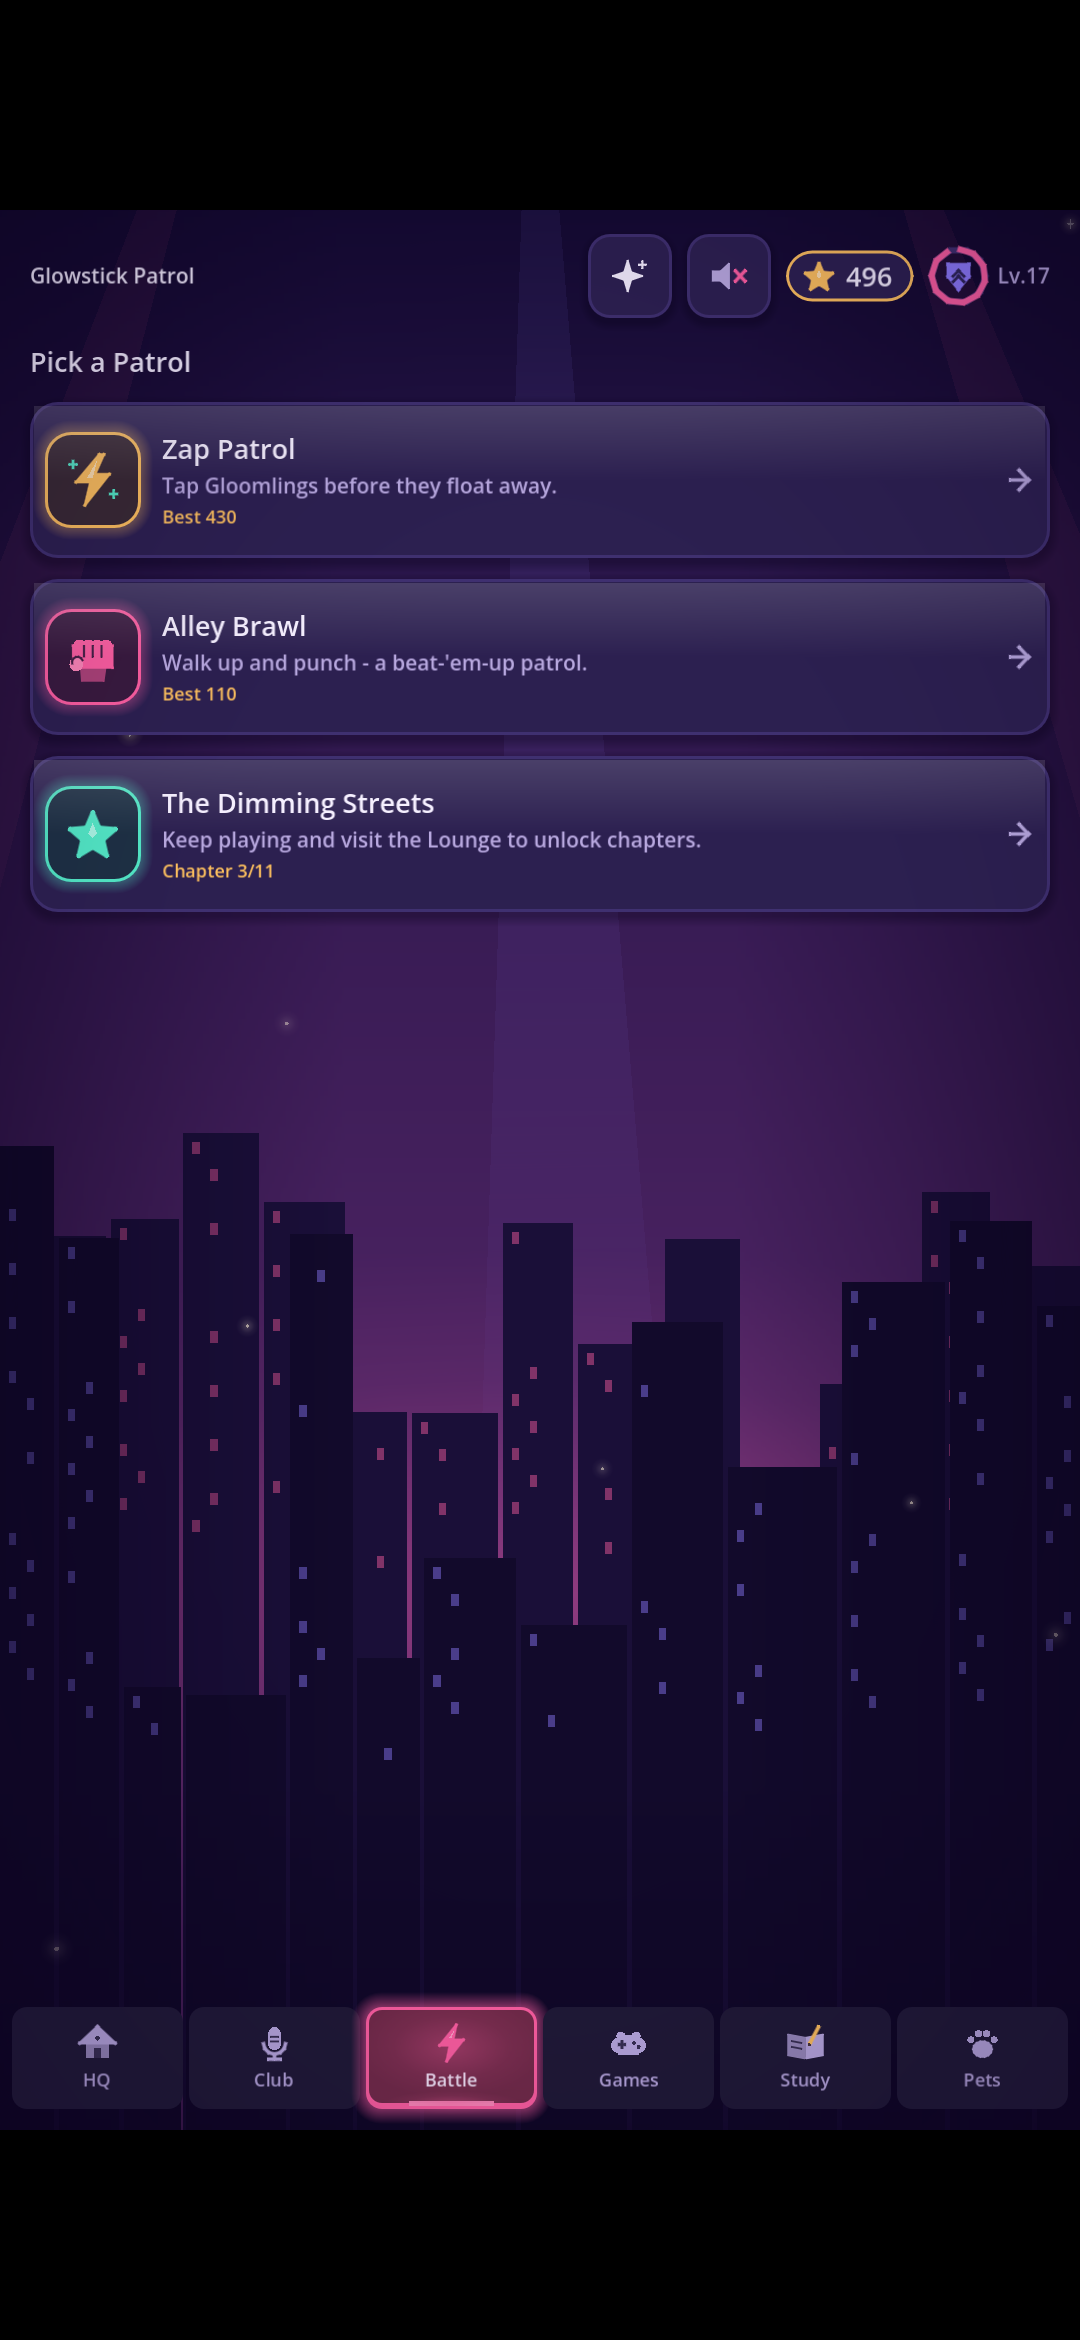 Glowstick Patrol
496
Lv.17
Pick a Patrol
Zap Patrol
Tap Gloomlings before they float away.
Best 430
Alley Brawl
Walk up and punch - a beat-'em-up patrol.
Best 110
The Dimming Streets
Keep playing and visit the Lounge to unlock chapters.
Chapter 3/11
HQ
Club
Battle
Games
Study
Pets